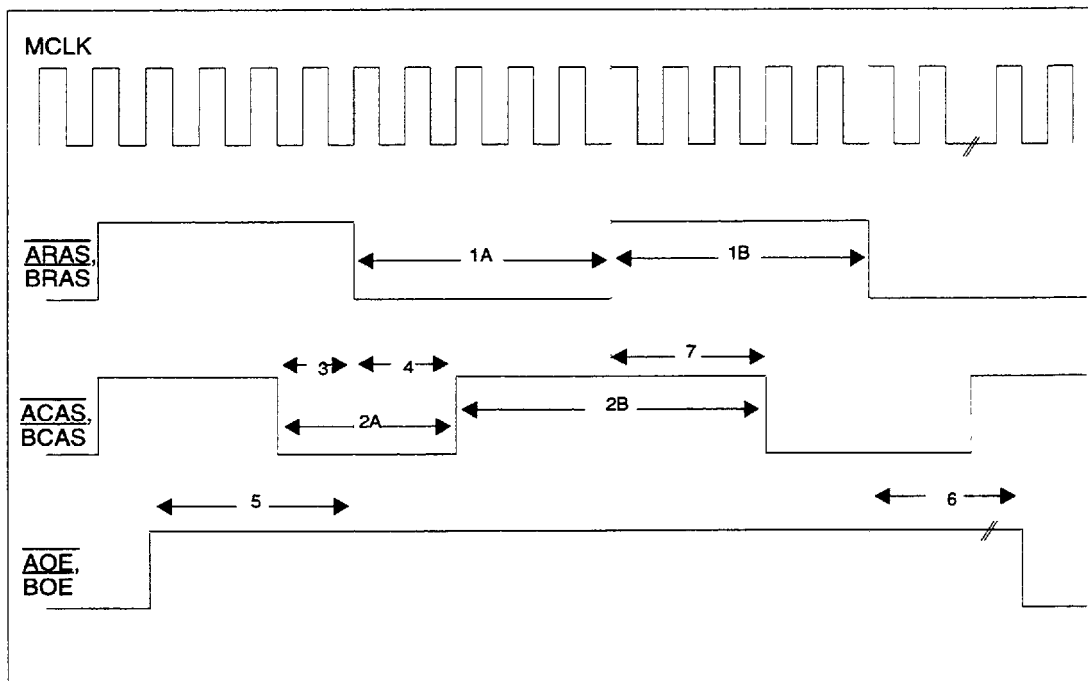 MCLK
ARAS,
BRAS
1A
1B
3
4
7
ACAS,
BCAS
2A
2B
5
6
AOE,
BOE